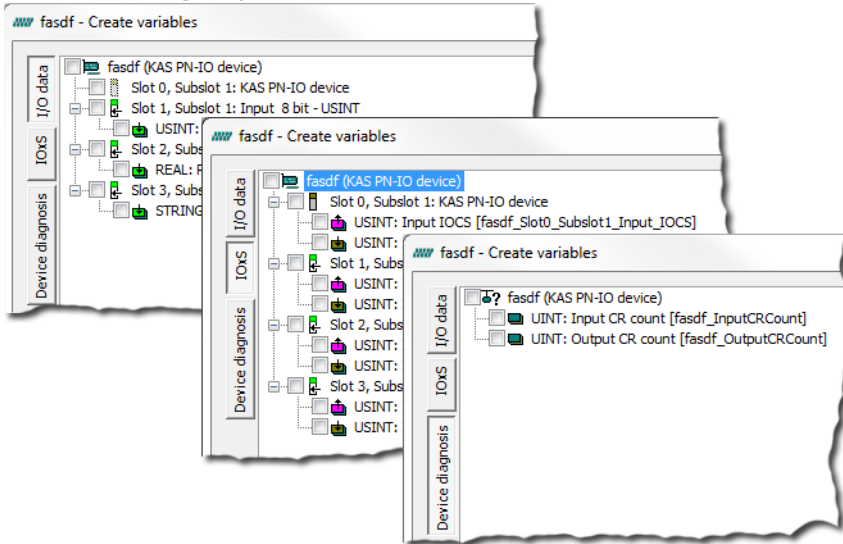 fasdf - Create variables
I/O data
IOxS
Device diagnosis
fasdf (KAS PN-IO device)
Slot 0, Subslot 1: KAS PN-IO device
Slot 1, Subslot 1: Input 8 bit - USINT
USINT:
Slot 2, Subs
REAL:
Slot 3, Subs
STRING
fasdf - Create variables
I/O data
IOxS
Device diagnosis
fasdf (KAS PN-IO device)
Slot 0, Subslot 1: KAS PN-IO device
USINT: Input IOCS [fasdf_Slot0_Subslot1_Input_IOCS]
USINT:
Slot 1, Subs
USINT:
USINT:
Slot 2, Subs
USINT:
USINT:
Slot 3, Subs
USINT:
USINT:
fasdf - Create variables
I/O data
IOxS
Device diagnosis
fasdf (KAS PN-IO device)
UINT: Input CR count [fasdf_InputCRCount]
UINT: Output CR count [fasdf_OutputCRCount]